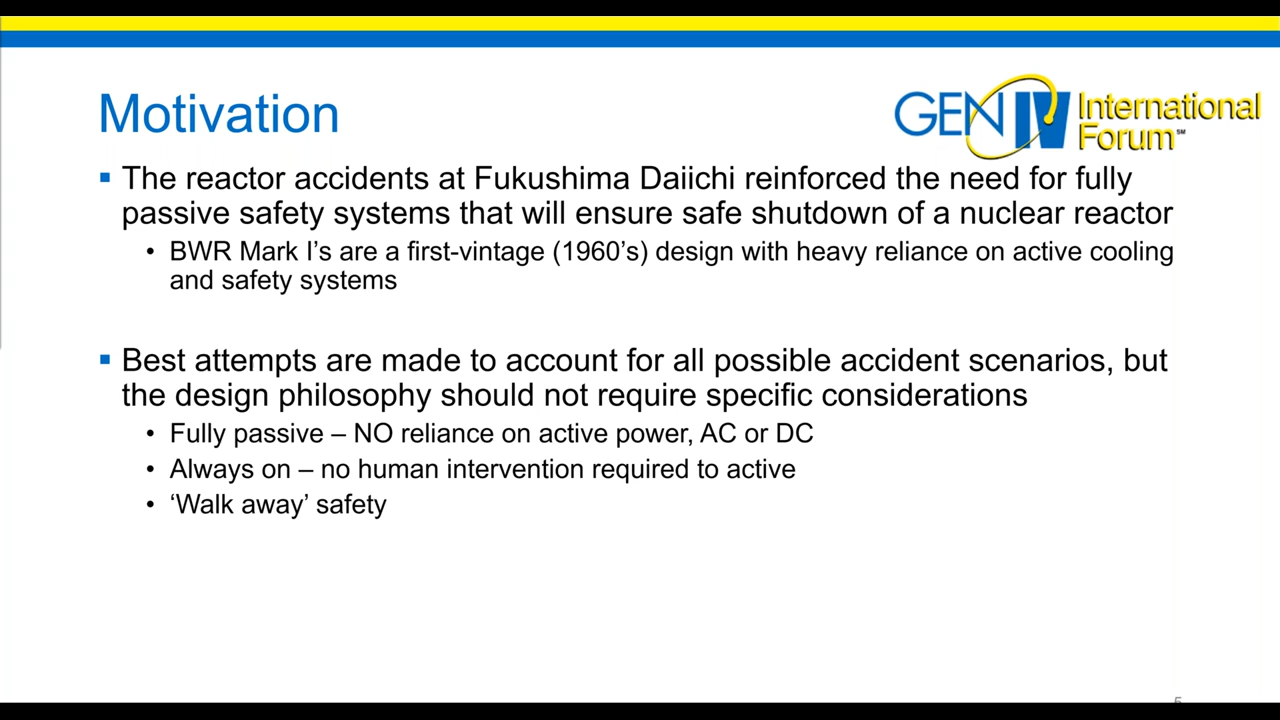 Motivation
GEN IV International
Forum℠
▪ The reactor accidents at Fukushima Daiichi reinforced the need for fully
passive safety systems that will ensure safe shutdown of a nuclear reactor
• BWR Mark I’s are a first-vintage (1960’s) design with heavy reliance on active cooling
and safety systems
▪ Best attempts are made to account for all possible accident scenarios, but
the design philosophy should not require specific considerations
• Fully passive – NO reliance on active power, AC or DC
• Always on – no human intervention required to active
• ‘Walk away’ safety
5